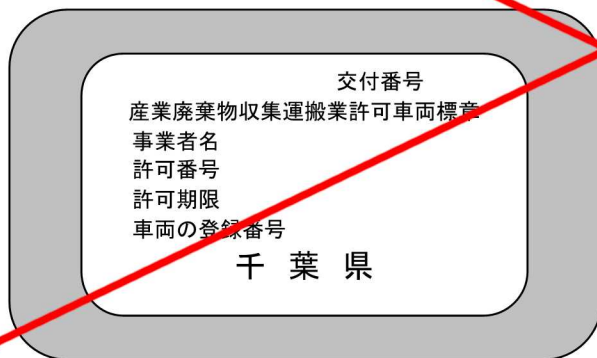 交付番号
産業廃棄物収集運搬業許可車両標章
事業者名
許可番号
許可期限
車両の登録番号
千葉県